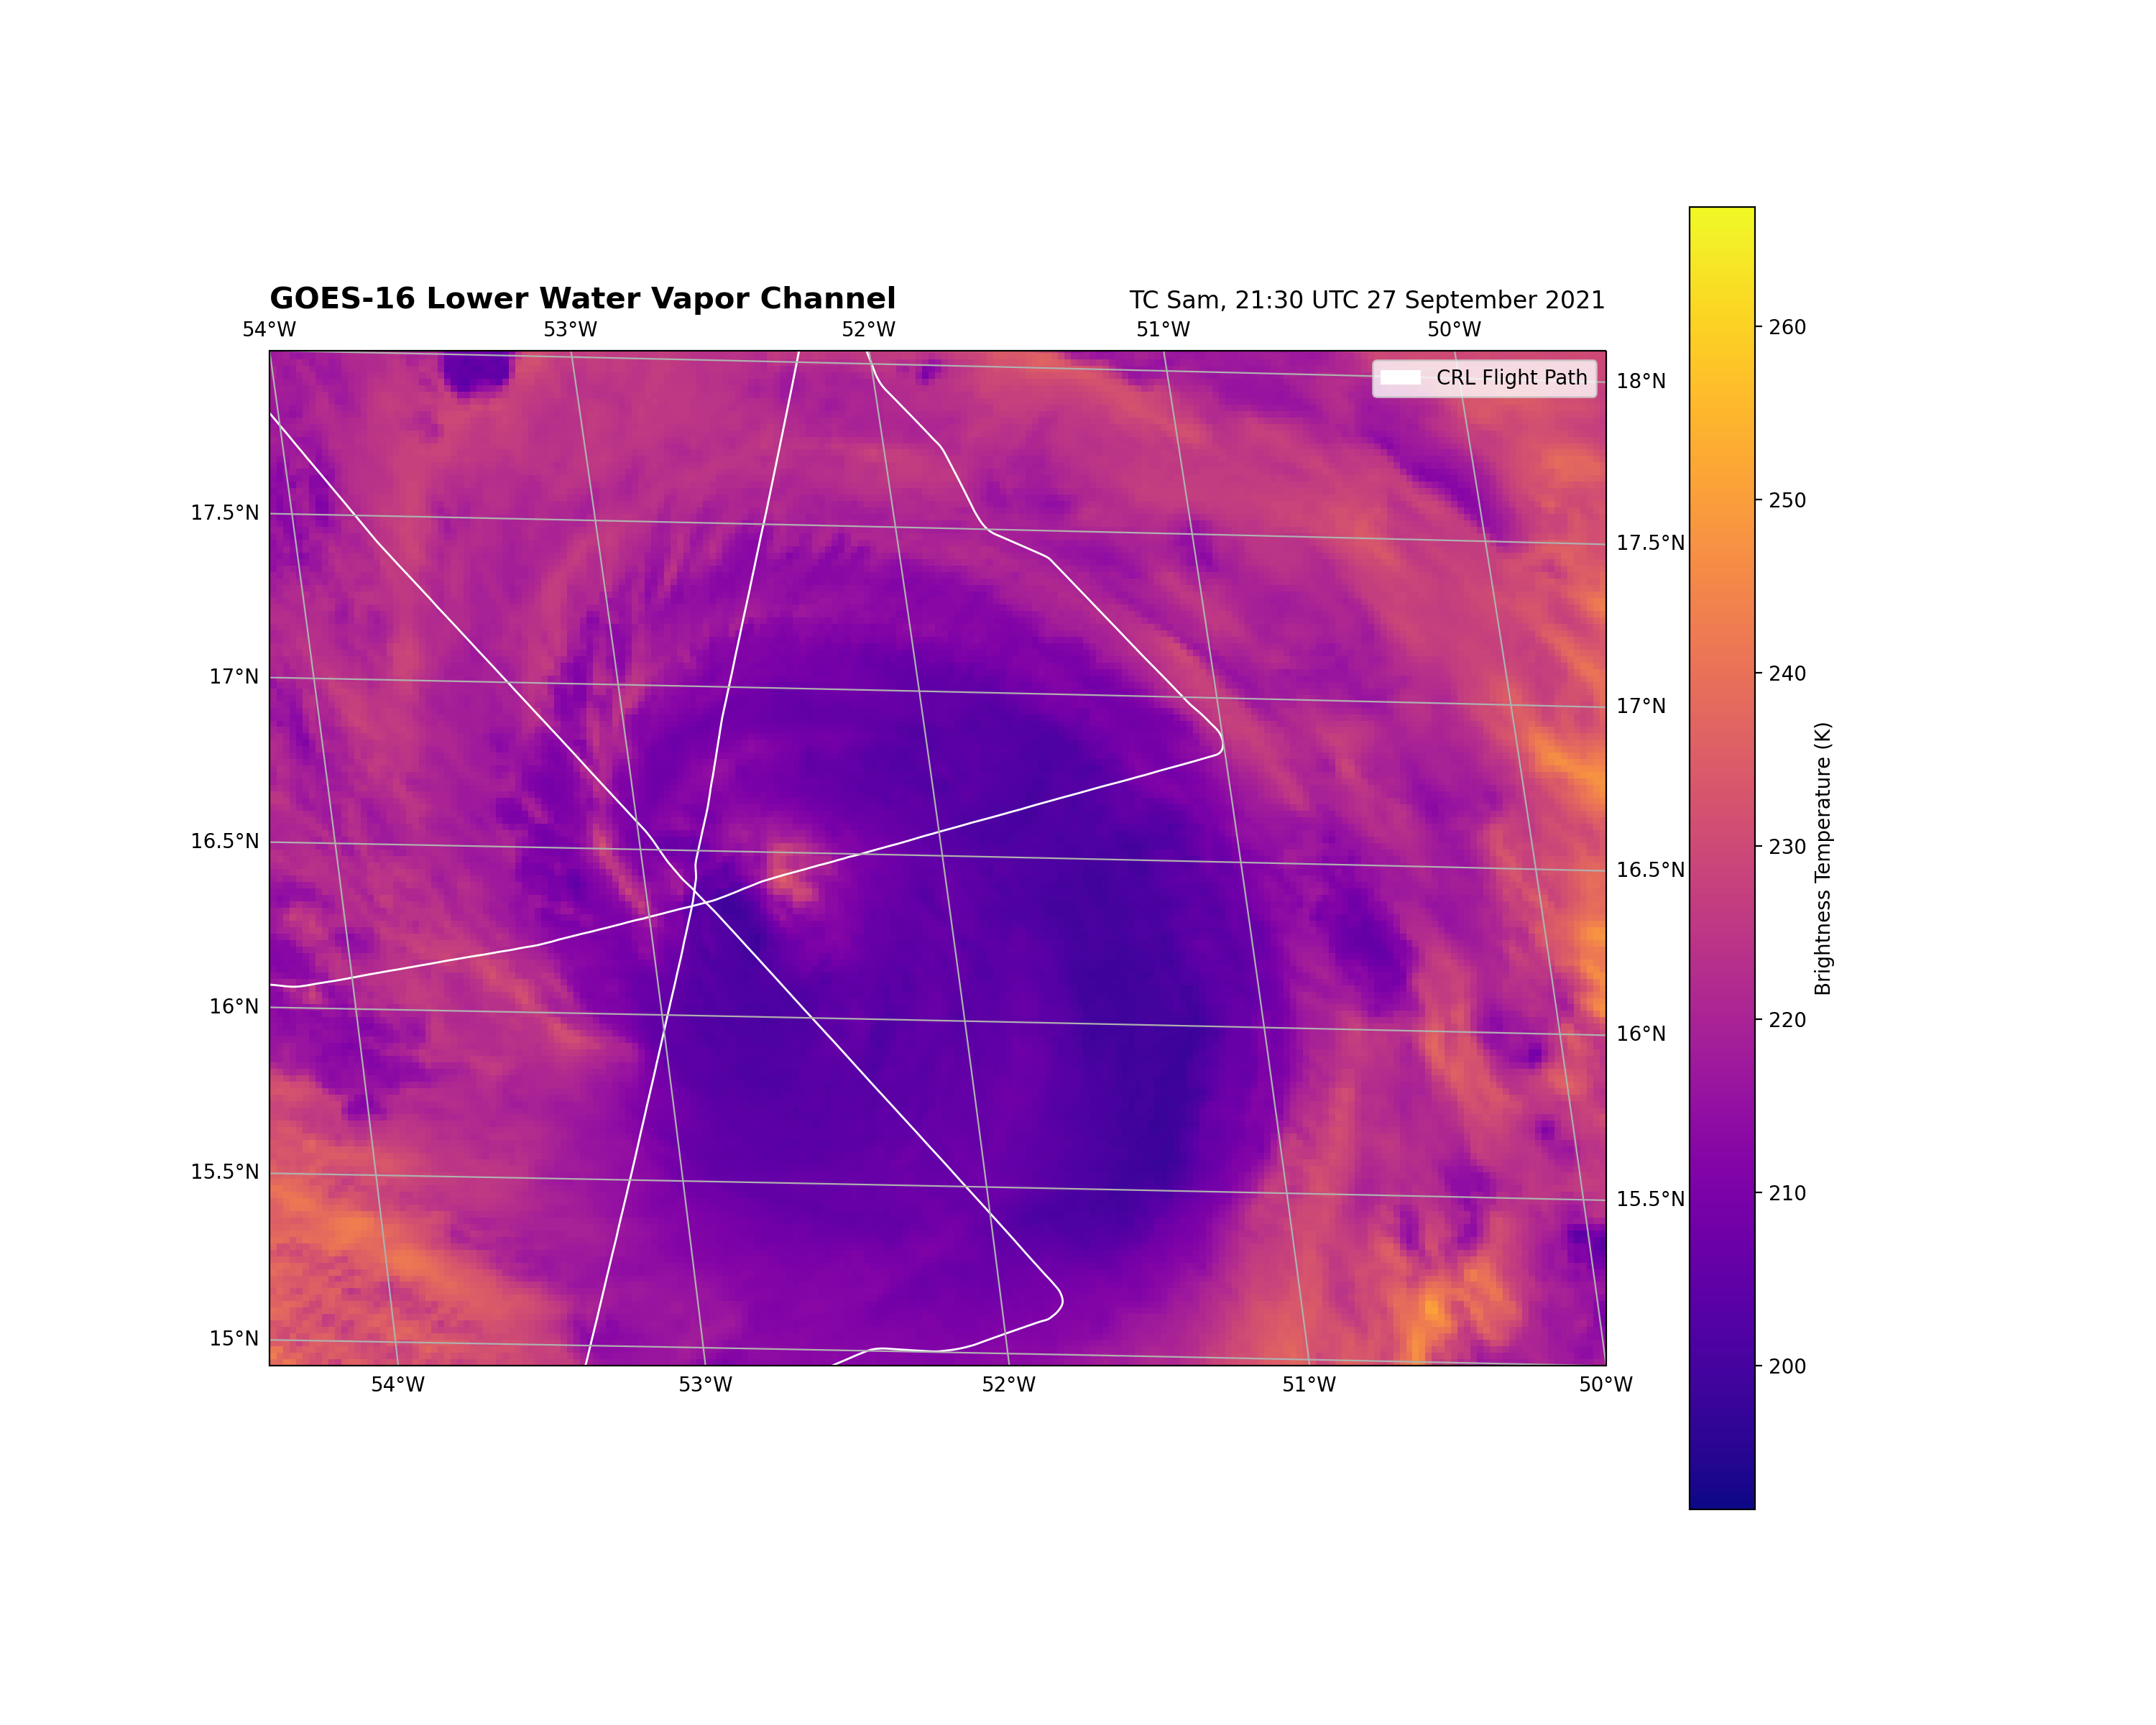 GOES-16 Lower Water Vapor Channel
TC Sam, 21:30 UTC 27 September 2021
54°W 53°W 52°W 51°W 50°W
CRL Flight Path
18°N
17.5°N
17.5°N
17°N
17°N
16.5°N
16.5°N
16°N
16°N
15.5°N
15.5°N
15°N
54°W 53°W 52°W 51°W 50°W
260
250
240
230
220
210
200
Brightness Temperature (K)